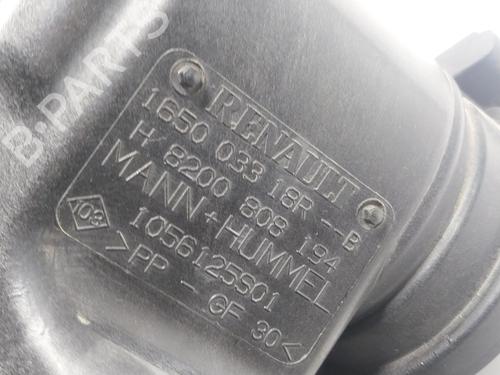 B-PARTS
RENAULT
1650 033 18R --B
H 8200 808 194
MANN+HUMMEL
1056125S01
>PP - GF 30<